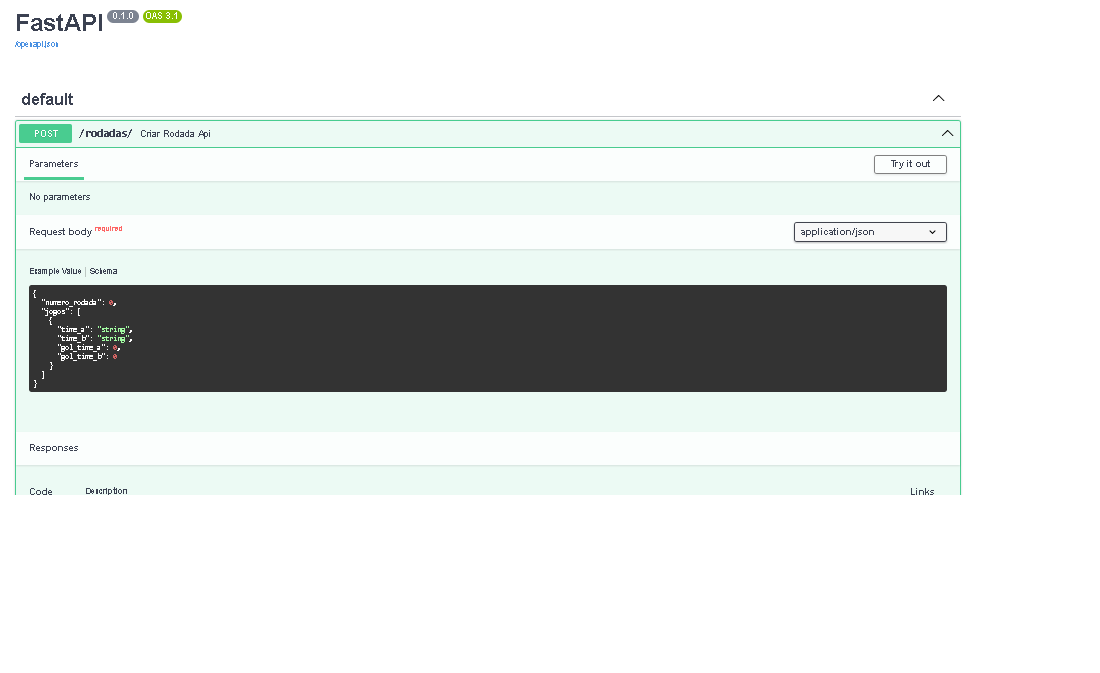 FastAPI 0.1.0 OAS 3.1
/openapi.json
default
POST /rodadas/ Criar Rodada Api
Parameters Try it out
No parameters
Request body required application/json
Example Value | Schema
{
"numero_rodada": 0,
"jogos": [
{
"time_a": "string",
"time_b": "string",
"gol_time_a": 0,
"gol_time_b": 0
}
]
}
Responses
Code Description Links